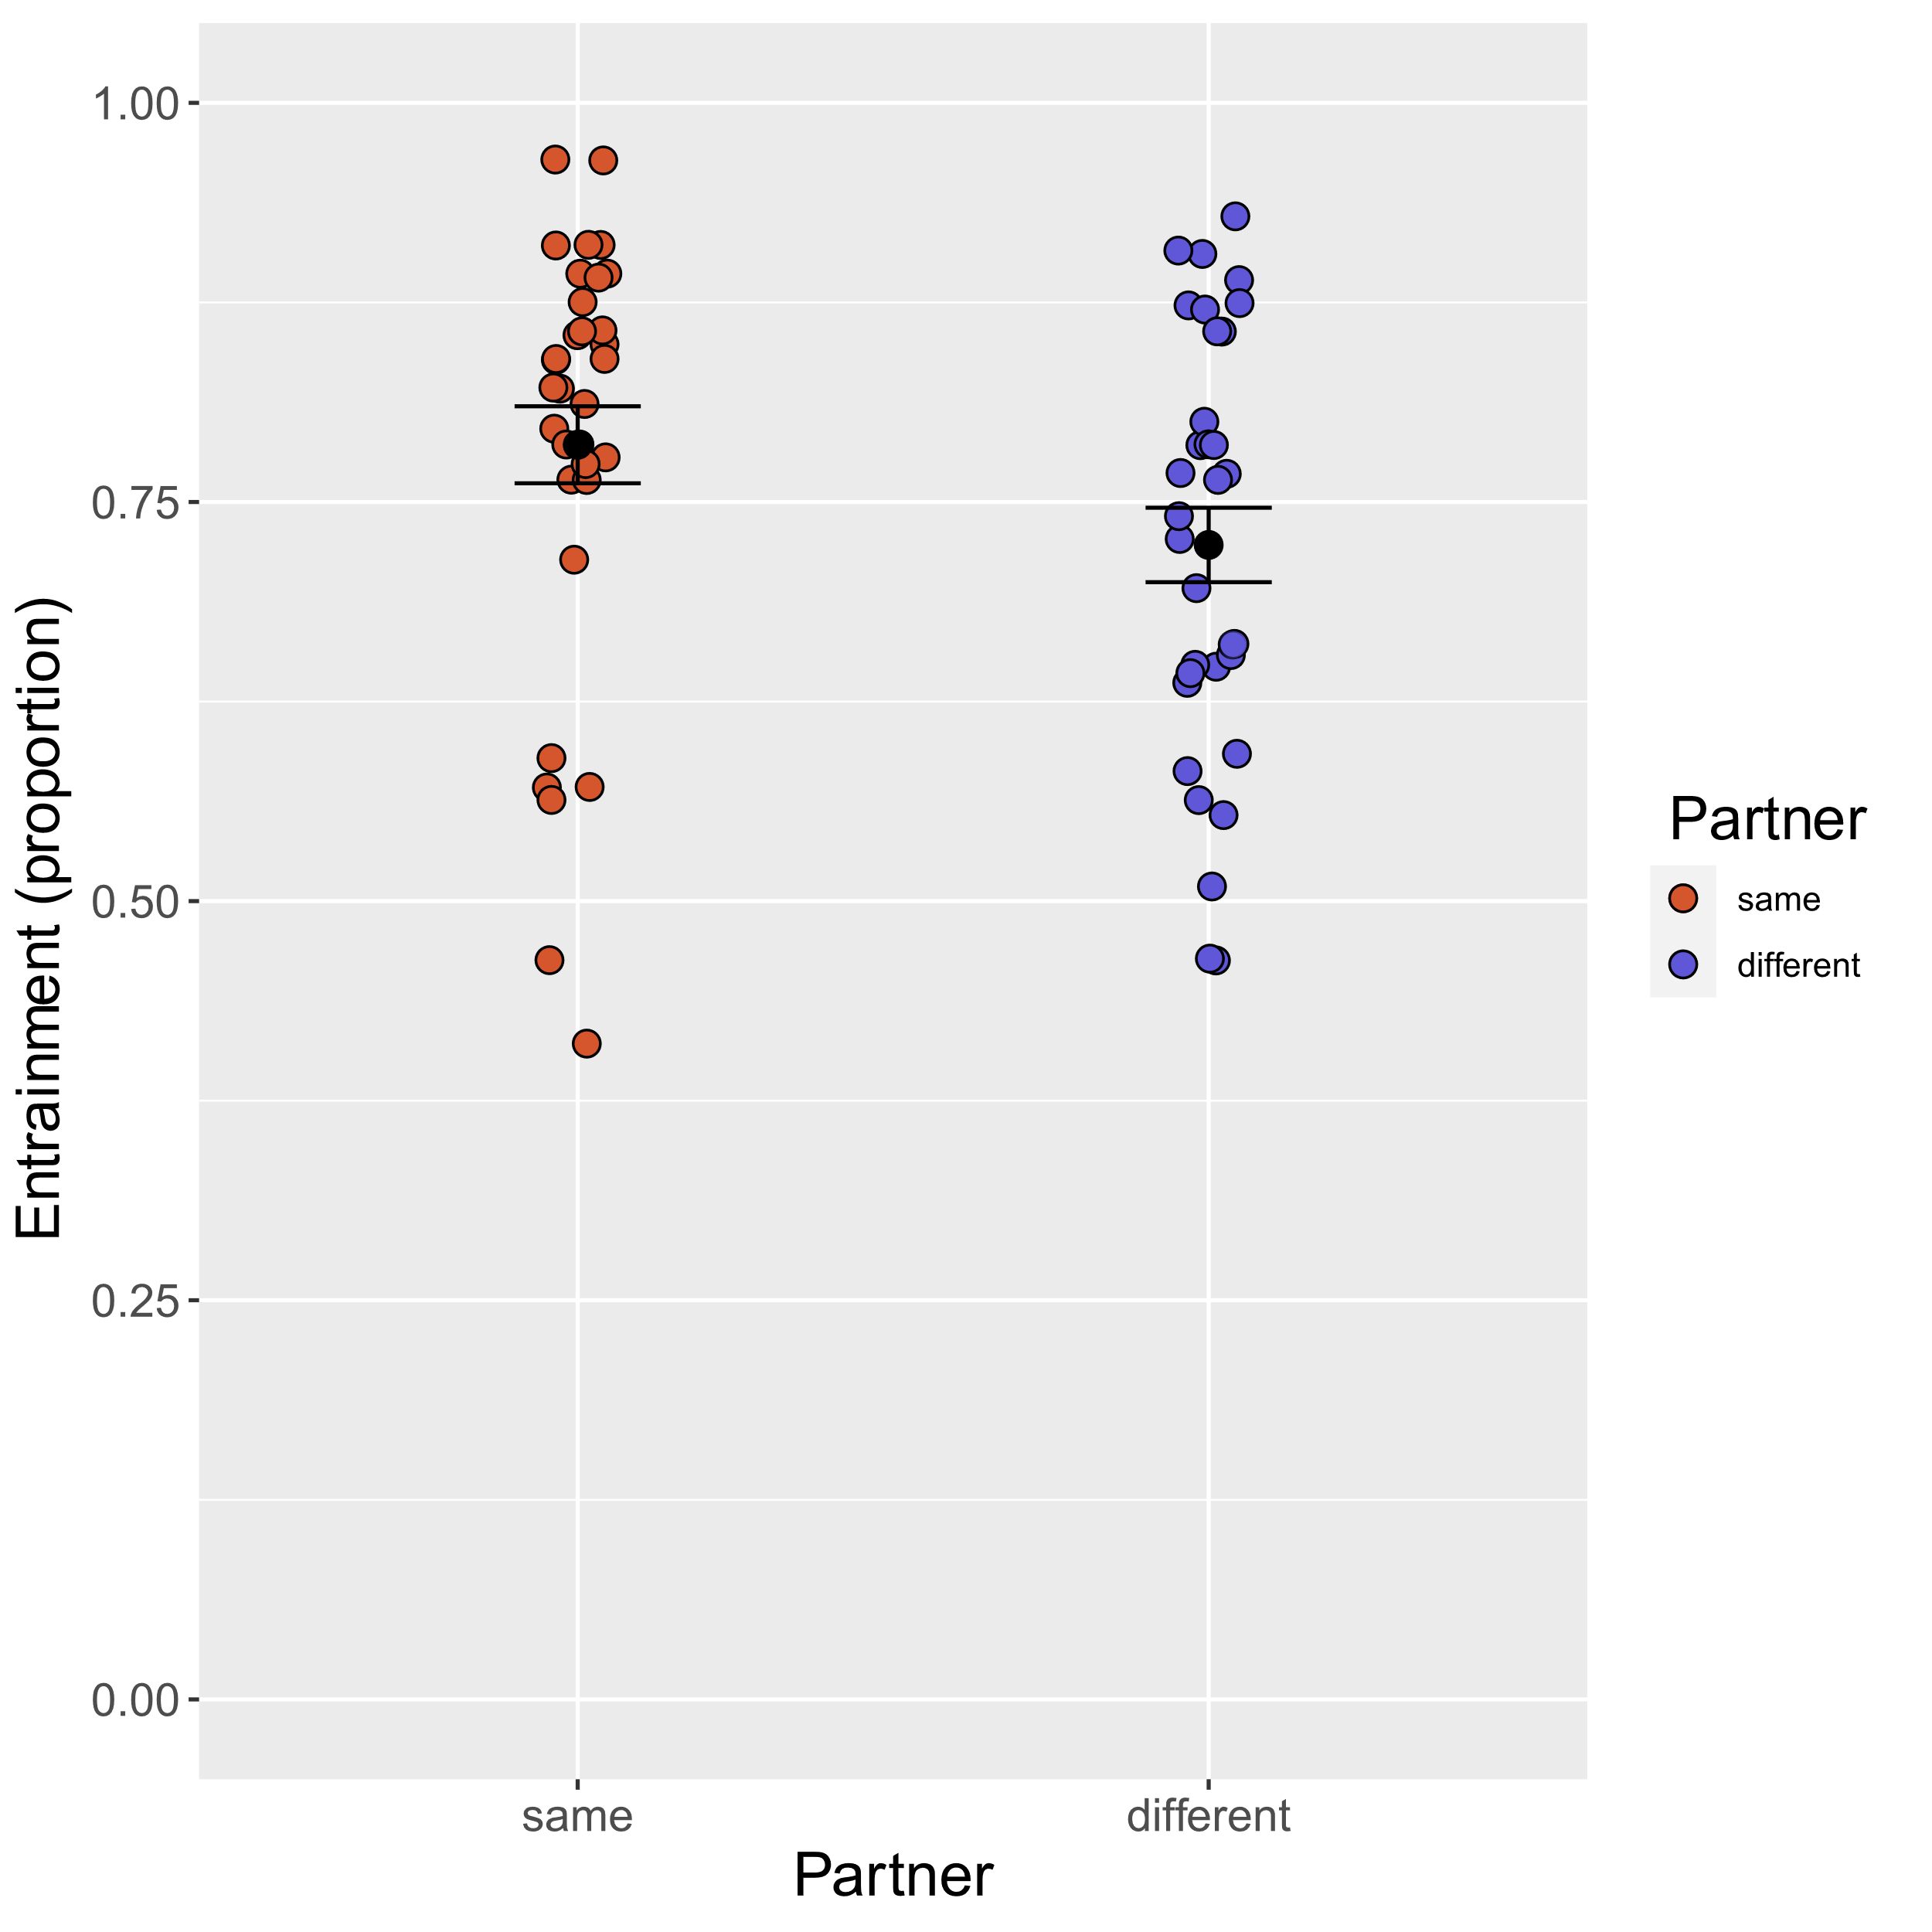 Entrainment (proportion)
1.00
0.75
0.50
0.25
0.00
same
different
Partner
Partner
same
different